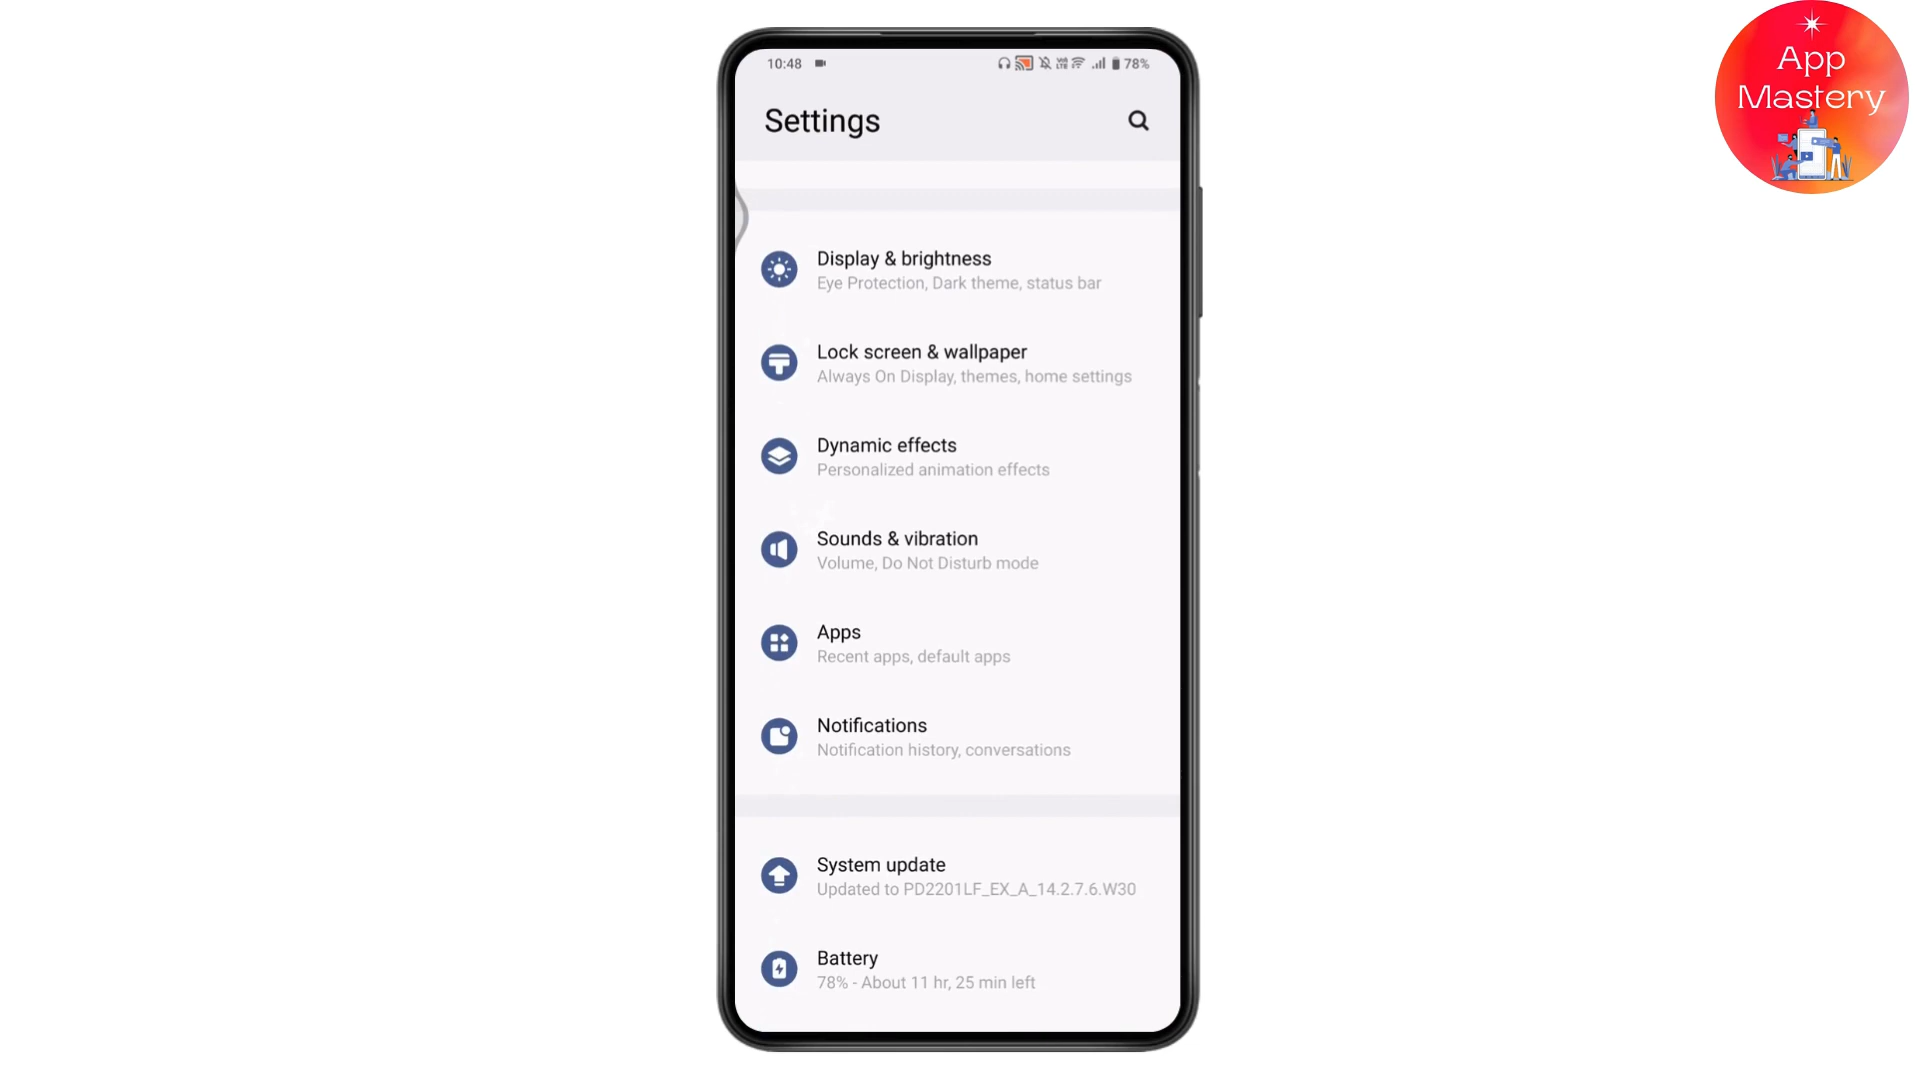 App
Mastery
10:48
78%
Settings
Display & brightness
Eye Protection, Dark theme, status bar
Lock screen & wallpaper
Always On Display, themes, home settings
Dynamic effects
Personalized animation effects
Sounds & vibration
Volume, Do Not Disturb mode
Apps
Recent apps, default apps
Notifications
Notification history, conversations
System update
Updated to PD2201LF_EX_A_14.2.7.6.W30
Battery
78% - About 11 hr, 25 min left